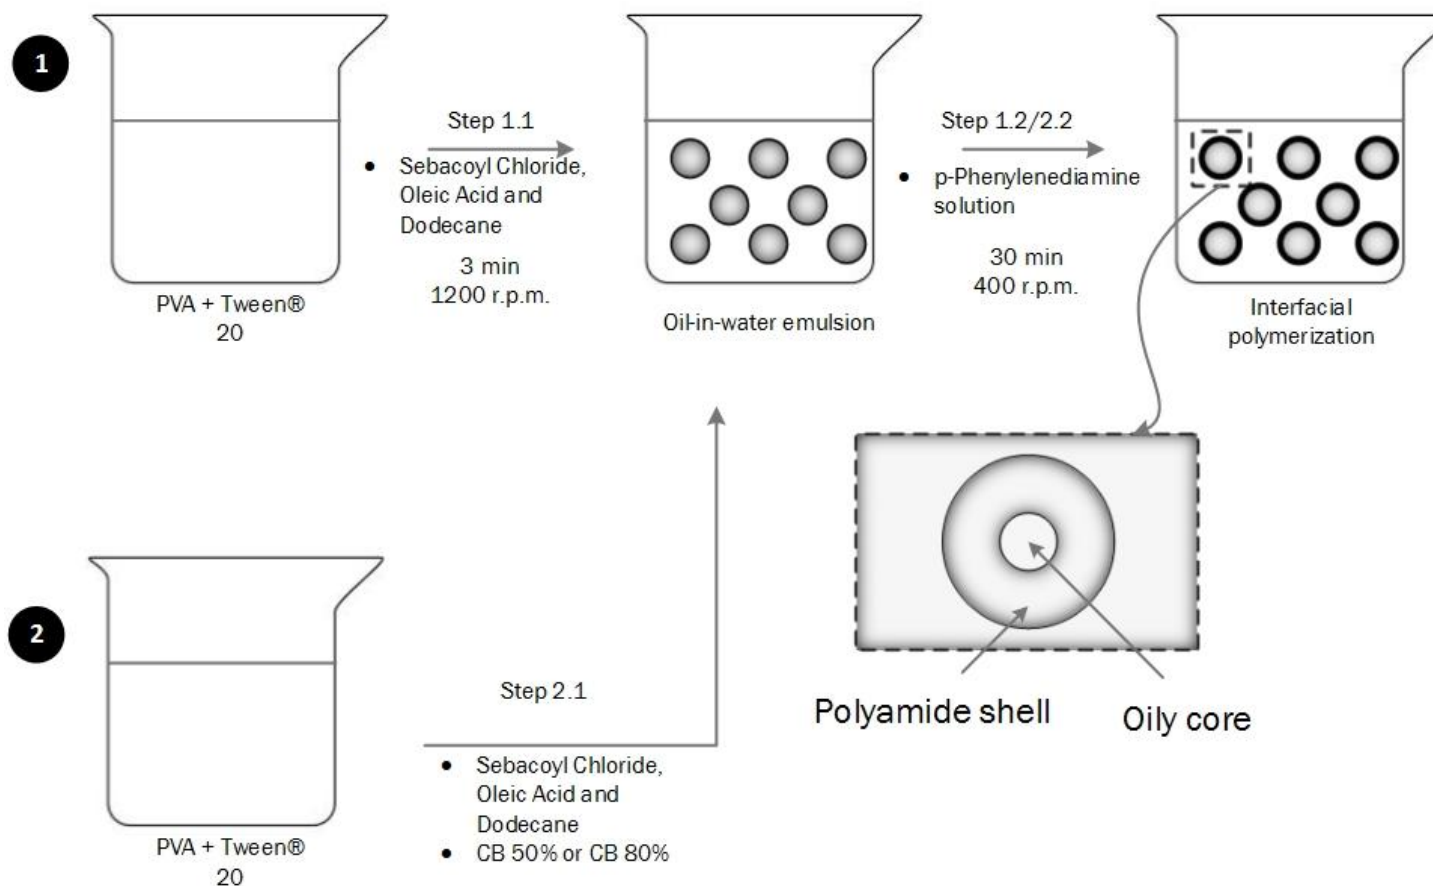 1
Step 1.1
• Sebacoyl Chloride,
Oleic Acid and
Dodecane
3 min
1200 r.p.m.
PVA + Tween®
20
Oil-in-water emulsion
Step 1.2/2.2
• p-Phenylenediamine
solution
30 min
400 r.p.m.
Interfacial
polymerization
Polyamide shell
Oily core
2
Step 2.1
• Sebacoyl Chloride,
Oleic Acid and
Dodecane
• CB 50% or CB 80%
PVA + Tween®
20